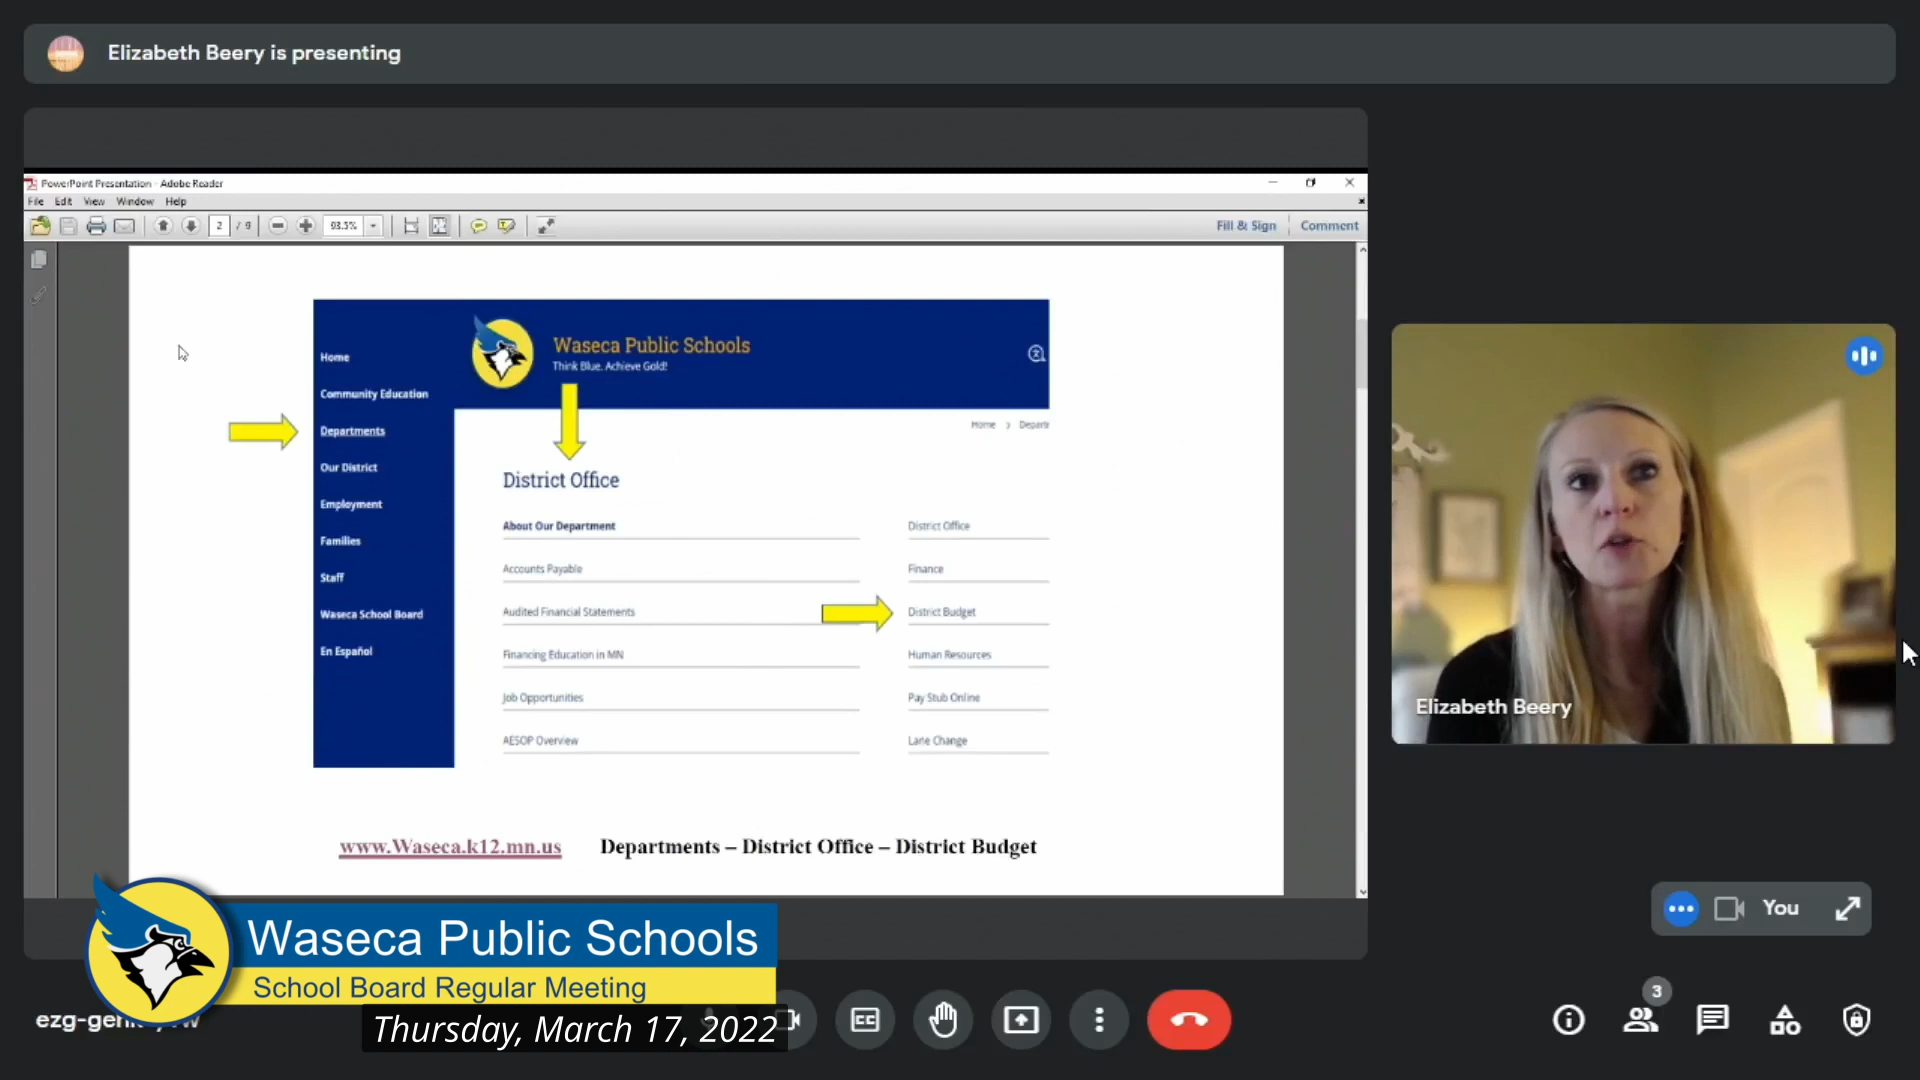 Elizabeth Beery is presenting
PowerPoint Presentation - Adobe Reader
File Edit View Window Help
2 / 9 93.5% Fill & Sign Comment
Waseca Public Schools
Think Blue. Achieve Gold!
Home
Community Education
Departments
Our District
Employment
Families
Staff
Waseca School Board
En Español
Home >
District Office
About Our Department District Office
Accounts Payable Finance
Audited Financial Statements District Budget
Financing Education in MN Human Resources
Job Opportunities Pay Stub Online
AESOP Overview Lane Change
www.Waseca.k12.mn.us Departments – District Office – District Budget
Elizabeth Beery
You
Waseca Public Schools
School Board Regular Meeting
Thursday, March 17, 2022
CC
3